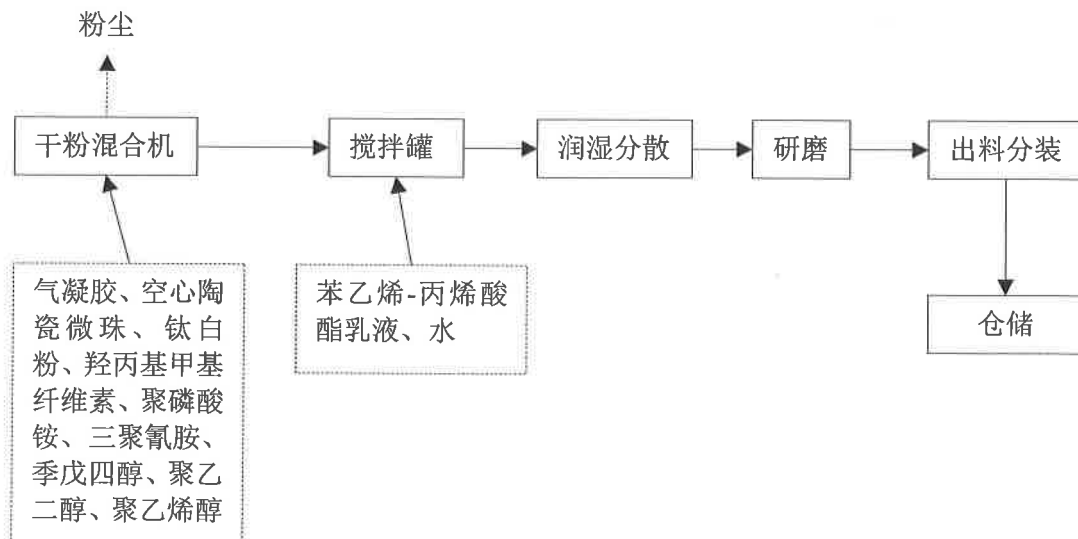 粉尘
干粉混合机
搅拌罐
润湿分散
研磨
出料分装
气凝胶、空心陶
瓷微珠、钛白
粉、羟丙基甲基
纤维素、聚磷酸
铵、三聚氰胺、
季戊四醇、聚乙
二醇、聚乙烯醇
苯乙烯-丙烯酸
酯乳液、水
仓储